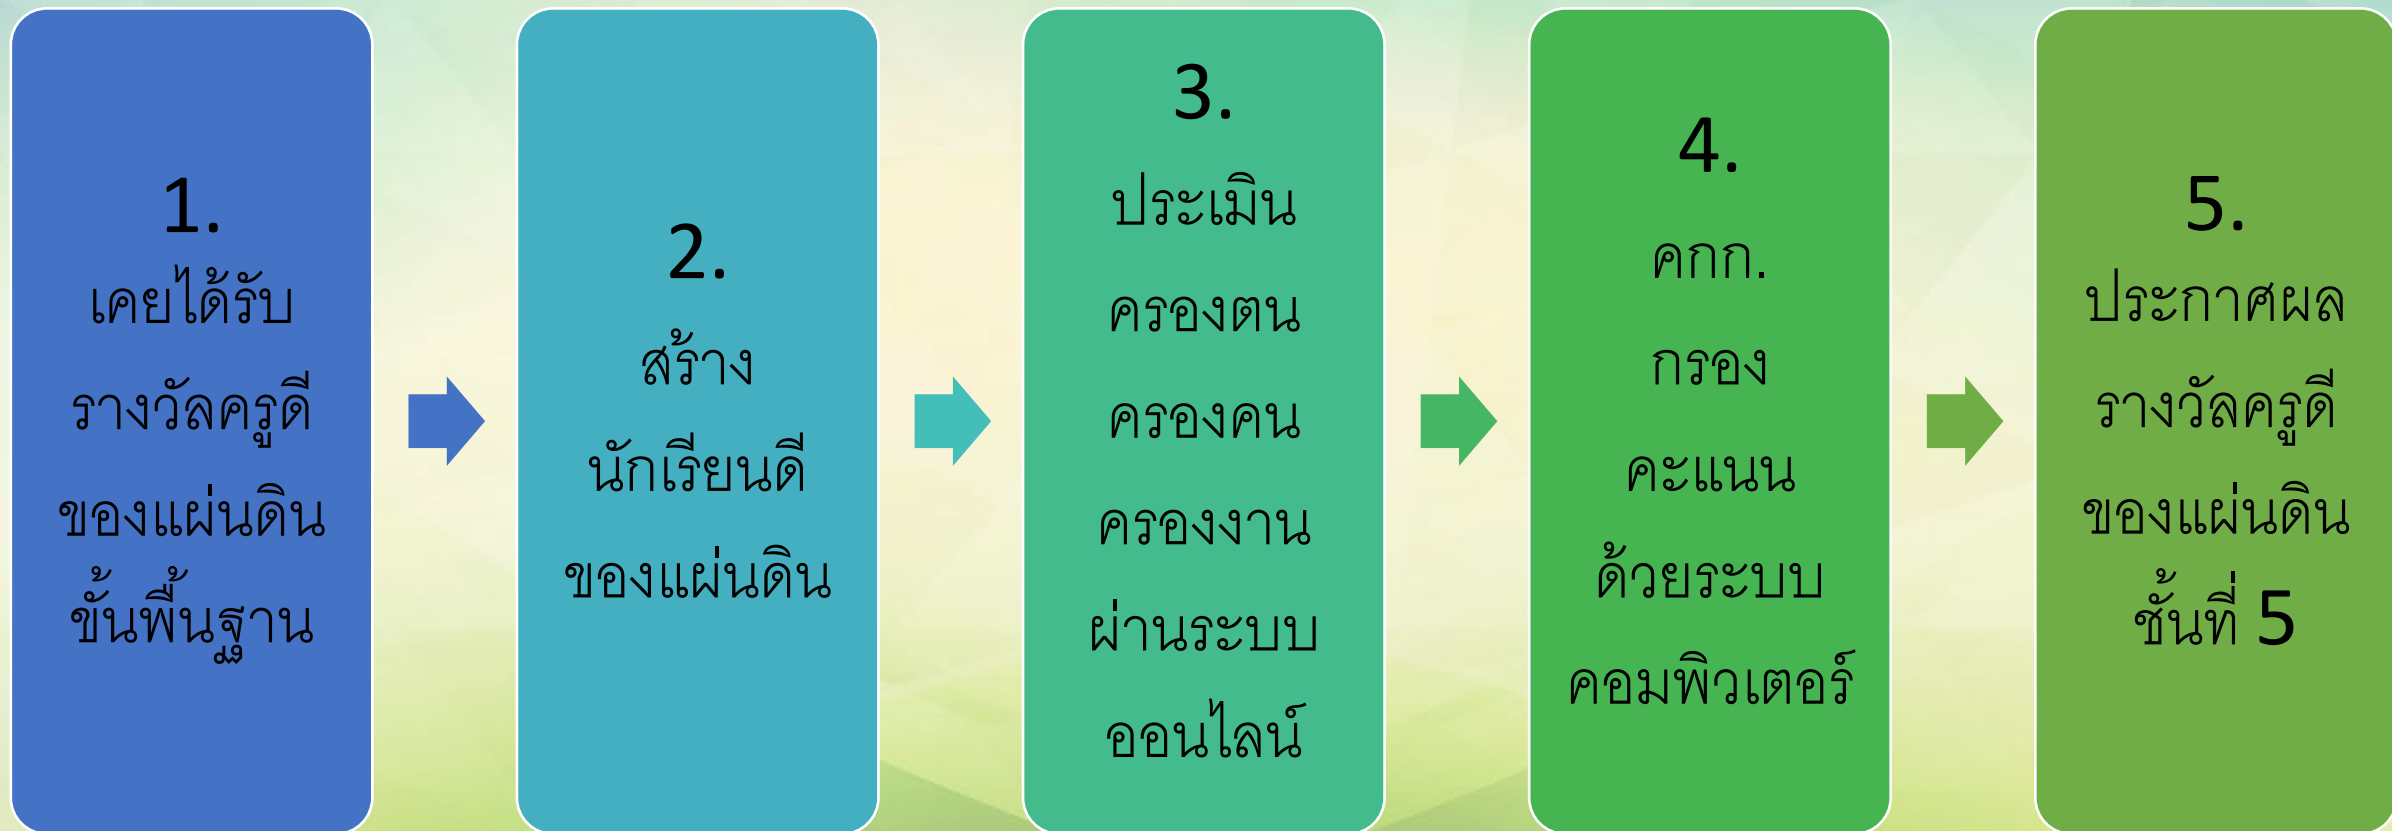 1.
เคยได้รับ
รางวัลครูดี
ของแผ่นดิน
ขั้นพื้นฐาน
2.
สร้าง
นักเรียนดี
ของแผ่นดิน
3.
ประเมิน
ครองตน
ครองคน
ครองงาน
ผ่านระบบ
ออนไลน์
4.
คกก.
กรอง
คะแนน
ด้วยระบบ
คอมพิวเตอร์
5.
ประกาศผล
รางวัลครูดี
ของแผ่นดิน
ชั้นที่ 5